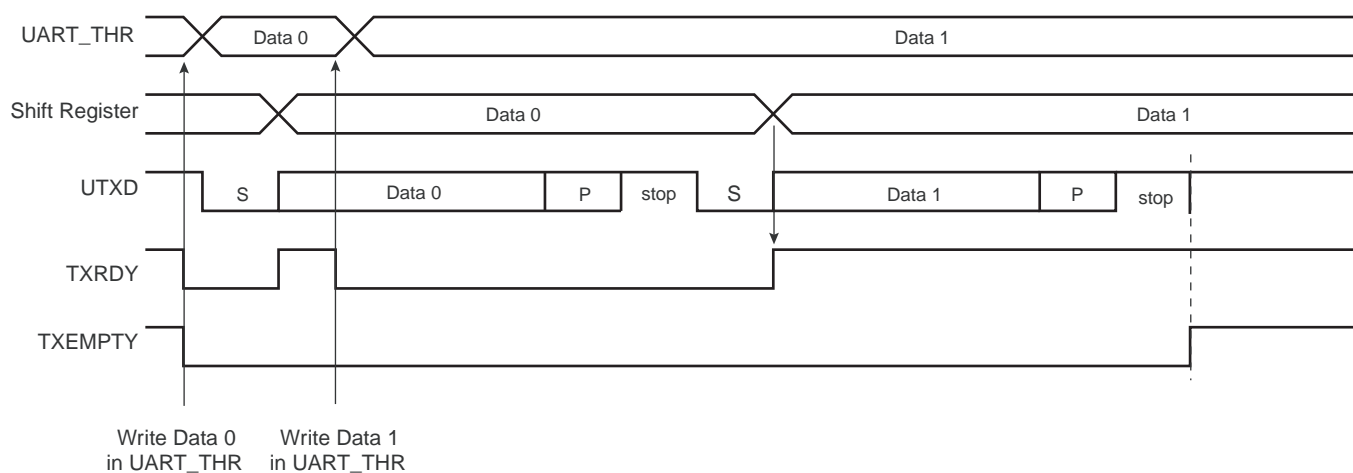 UART_THR
Data 0
Data 1
Shift Register
Data 0
Data 1
UTXD
S
Data 0
P
stop
S
Data 1
P
stop
TXRDY
TXEMPTY
Write Data 0
in UART_THR
Write Data 1
in UART_THR